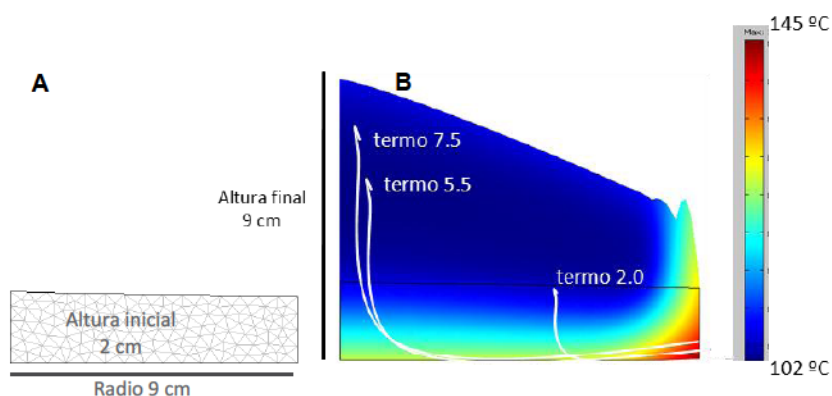 A
Altura inicial
2 cm
Radio 9 cm
Altura final
9 cm
B
termo 7.5
termo 5.5
termo 2.0
Max:
145 ºC
102 ºC